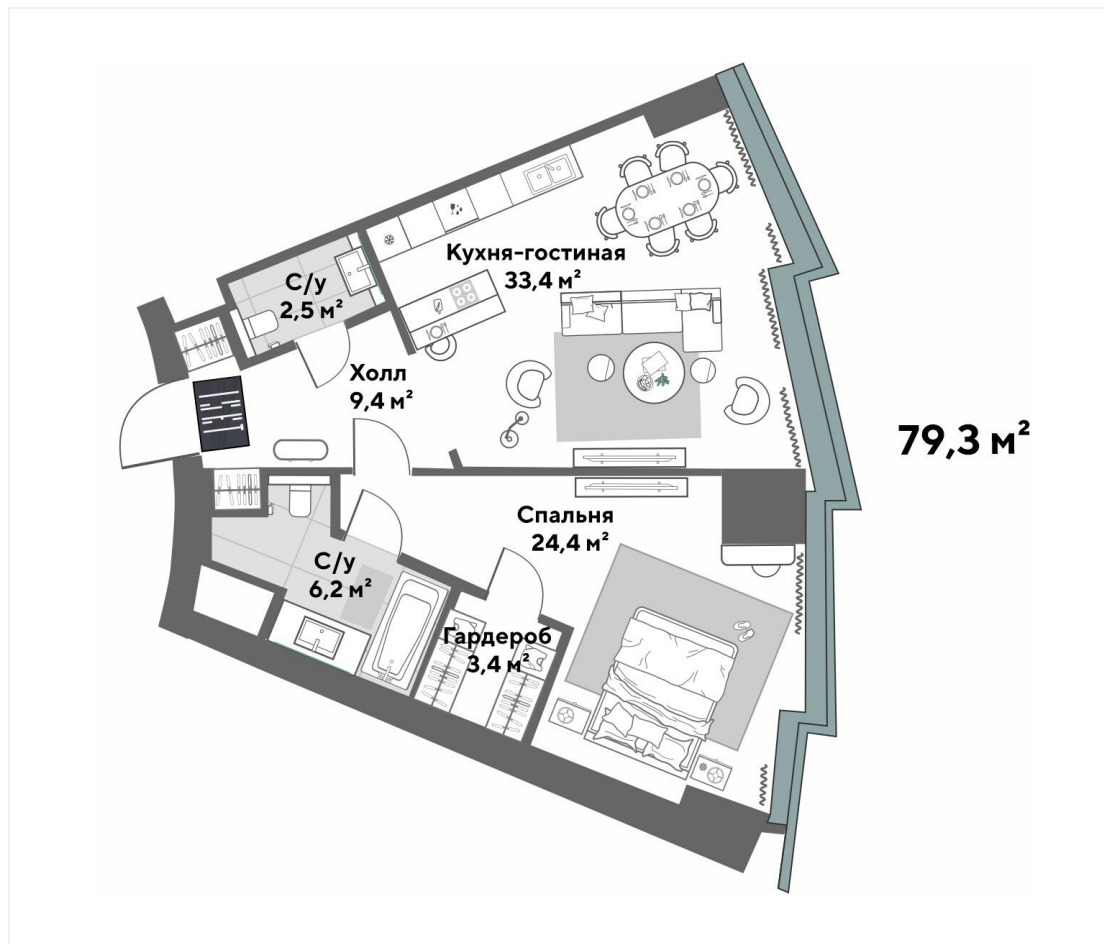 Кухня-гостиная
33,4 м²
С/у
2,5 м²
Холл
9,4 м²
79,3 м²
Спальня
24,4 м²
С/у
6,2 м²
Гардероб
3,4 м²